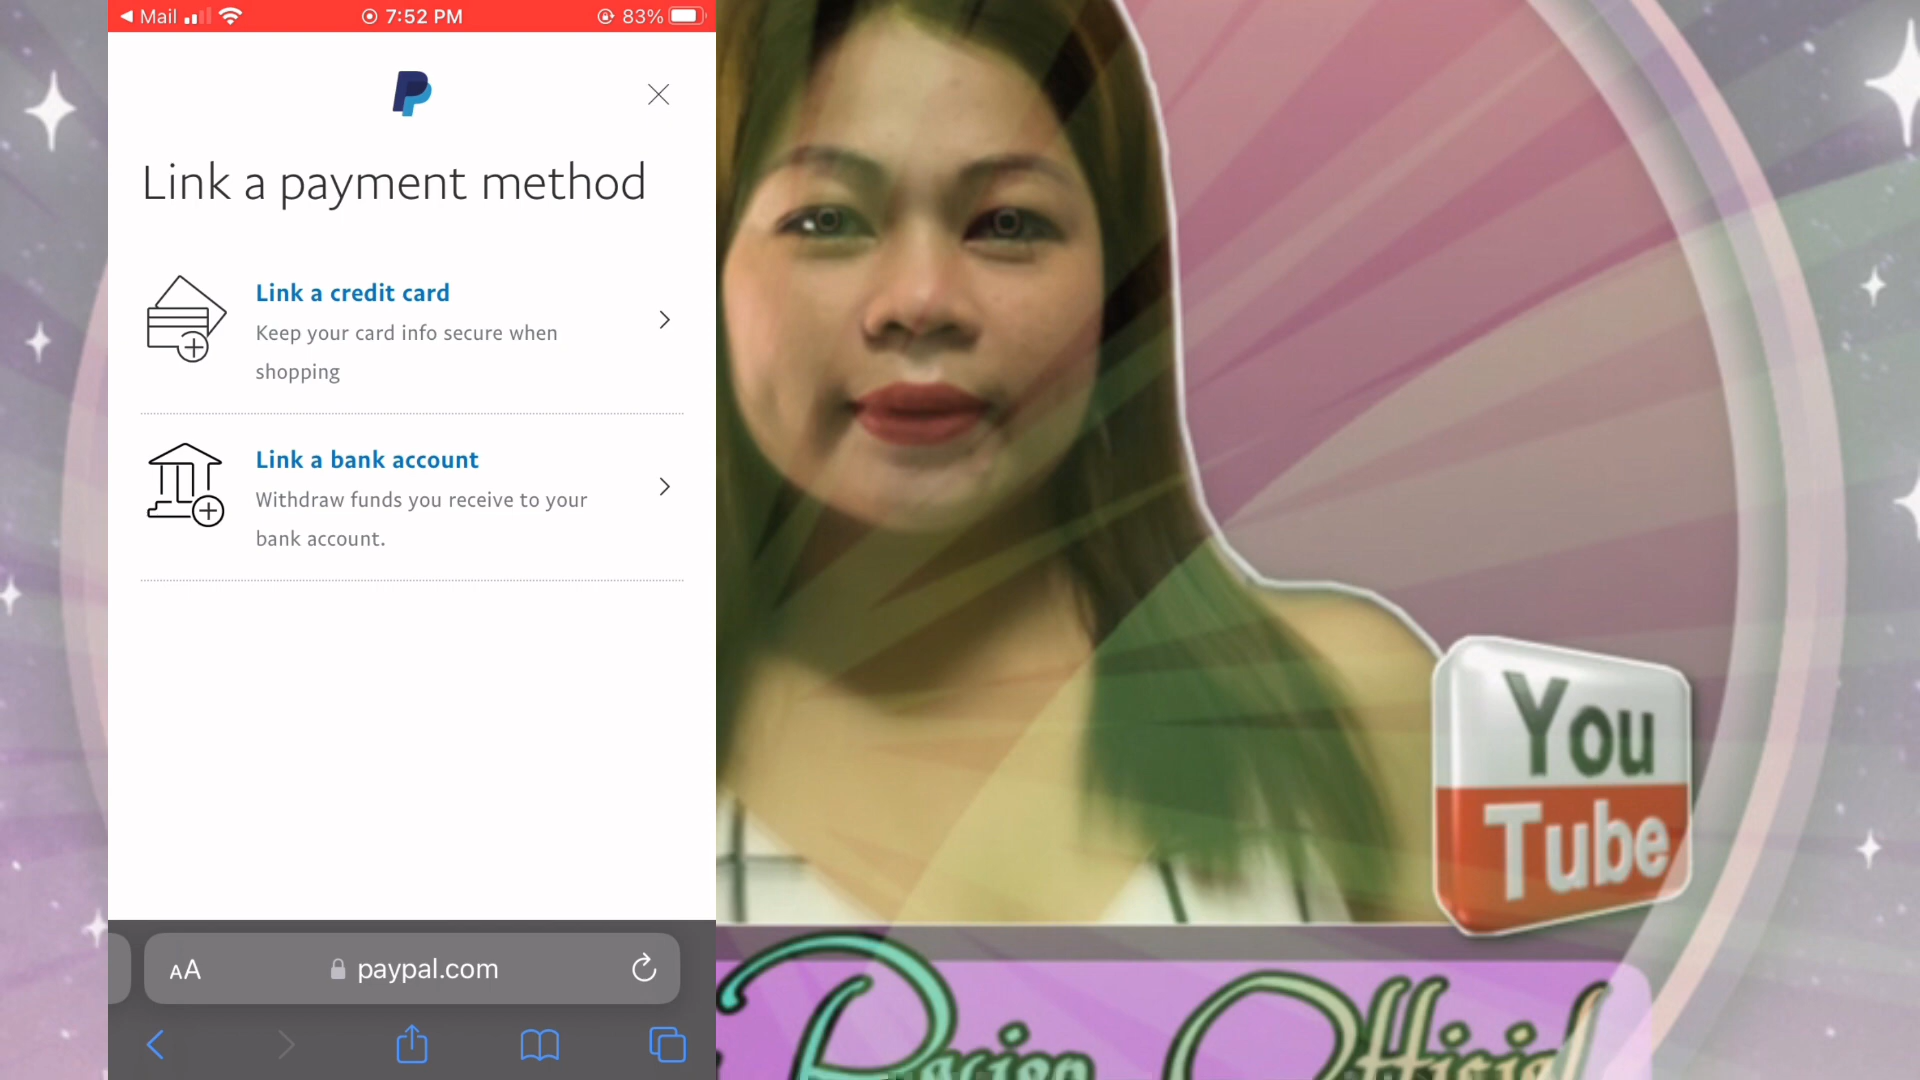 Mail
7:52 PM
83%
Link a payment method
Link a credit card
Keep your card info secure when
shopping
Link a bank account
Withdraw funds you receive to your
bank account.
AA
paypal.com
You
Tube
Official